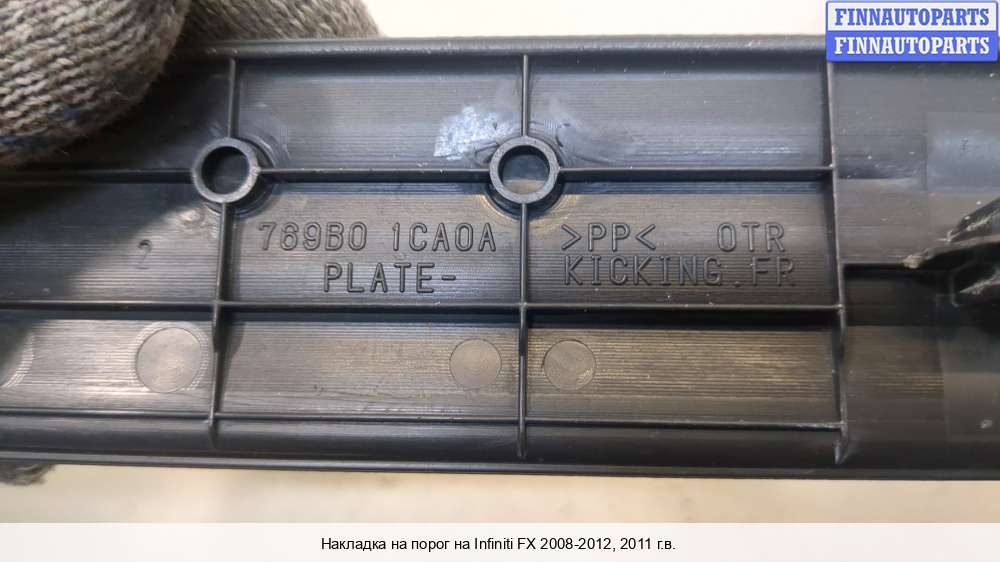 FINNAUTOPARTS
FINNAUTOPARTS
769B0 1CA0A >PP< OTR
2 PLATE- KICKING.FR
Накладка на порог на Infiniti FX 2008-2012, 2011 г.в.